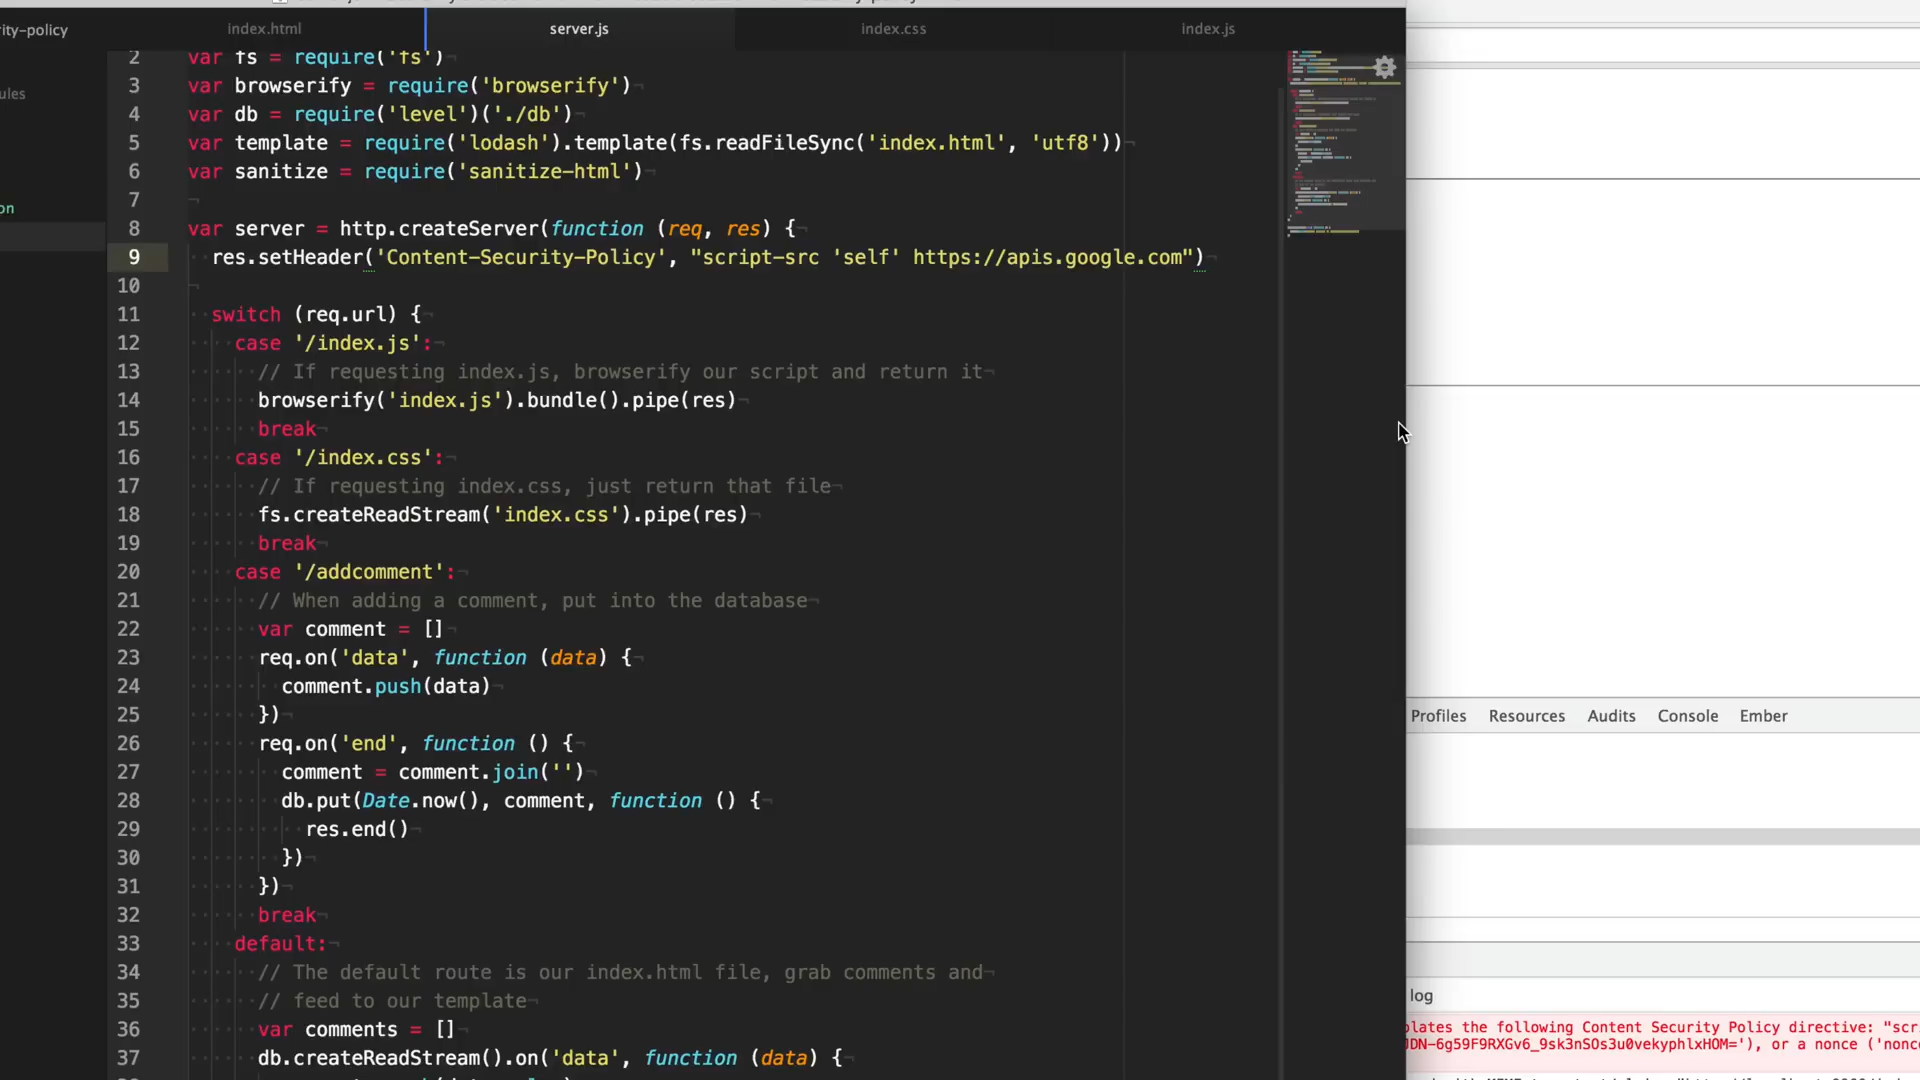 ity-policy
index.html
server.js
index.css
index.js
ules
on
2 var fs = require('fs')
3 var browserify = require('browserify')
4 var db = require('level')('./db')
5 var template = require('lodash').template(fs.readFileSync('index.html', 'utf8'))
6 var sanitize = require('sanitize-html')
7
8 var server = http.createServer(function (req, res) {
9 res.setHeader('Content-Security-Policy', "script-src 'self' https://apis.google.com")
10
11 switch (req.url) {
12 case '/index.js':
13 // If requesting index.js, browserify our script and return it
14 browserify('index.js').bundle().pipe(res)
15 break
16 case '/index.css':
17 // If requesting index.css, just return that file
18 fs.createReadStream('index.css').pipe(res)
19 break
20 case '/addcomment':
21 // When adding a comment, put into the database
22 var comment = []
23 req.on('data', function (data) {
24 comment.push(data)
25 })
26 req.on('end', function () {
27 comment = comment.join('')
28 db.put(Date.now(), comment, function () {
29 res.end()
30 })
31 })
32 break
33 default:
34 // The default route is our index.html file, grab comments and
35 // feed to our template
36 var comments = []
37 db.createReadStream().on('data', function (data) {
Profiles Resources Audits Console Ember
log
plates the following Content Security Policy directive: "scri
JDN-6g59F9RXGv6_9sk3nSOs3u0vekyphlxHOM='), or a nonce ('nonce